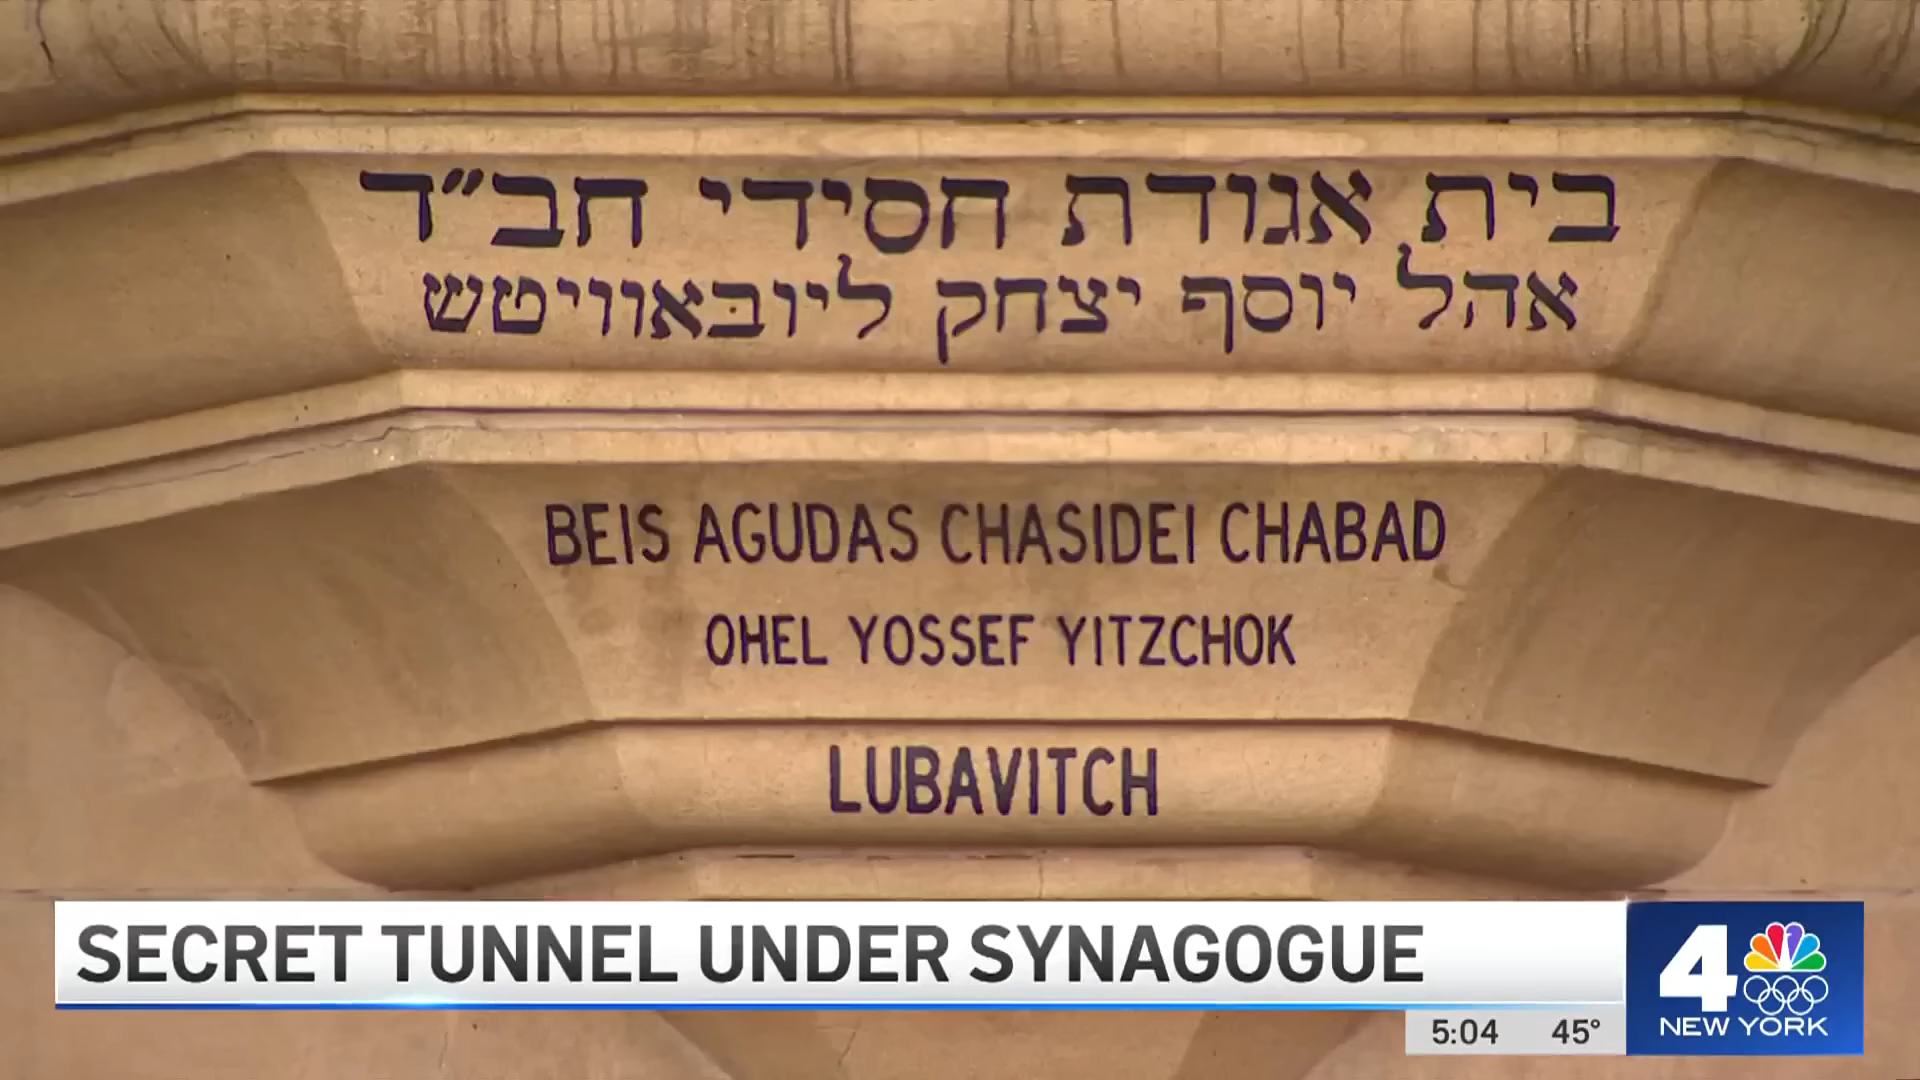 בית אגודת חסידי חב״ד
אהל יוסף יצחק ליובאוויטש
BEIS AGUDAS CHASIDEI CHABAD
OHEL YOSSEF YITZCHOK
LUBAVITCH
SECRET TUNNEL UNDER SYNAGOGUE
4
NEW YORK
5:04 45°